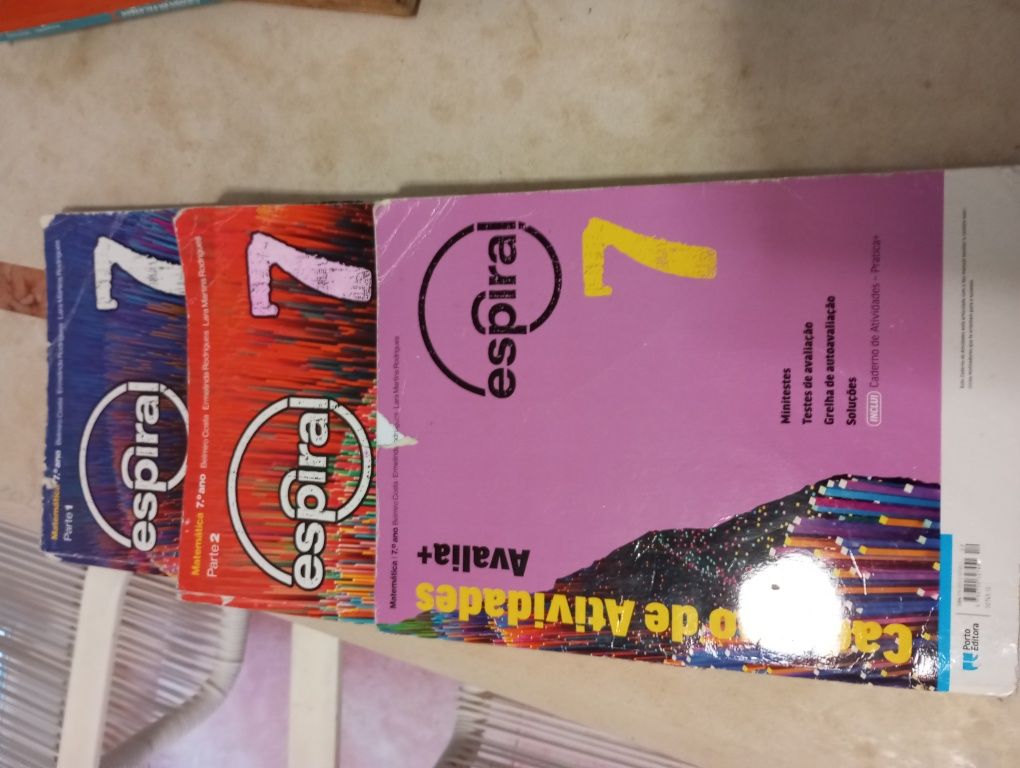 Matemática 7.º ano Belmiro Costa Ermelinda Rodrigues Lara Martins Rodrigues
Parte 1
7
espiral
Matemática 7.º ano Belmiro Costa Ermelinda Rodrigues Lara Martins Rodrigues
Parte 2
7
espiral
Matemática | 7.º ano Belmiro Costa Ermelinda Rodrigues Lara Martins Rodrigues
espiral
7
Avalia+
de Atividades
Minitestes
Testes de avaliação
Grelha de autoavaliação
Soluções
INCLUI Caderno de Atividades – Pratica+
Porto
Editora